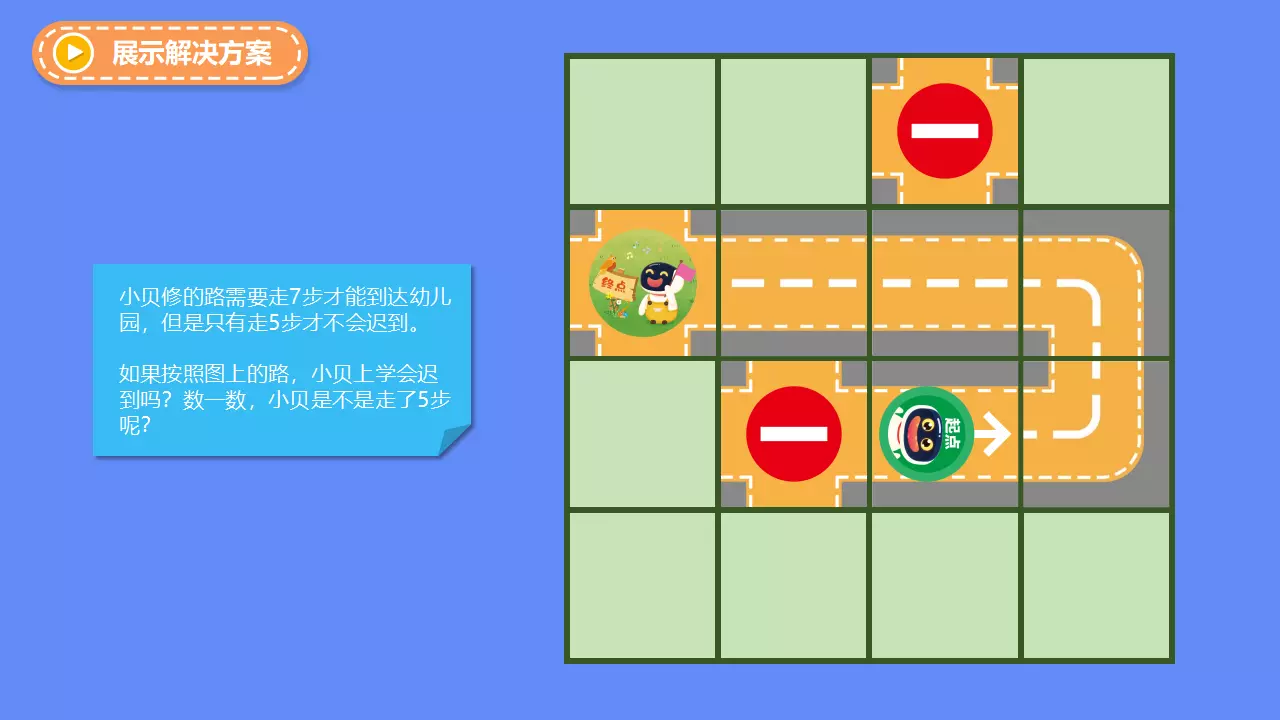 展示解决方案
小贝修的路需要走7步才能到达幼儿
园，但是只有走5步才不会迟到。
如果按照图上的路，小贝上学会迟
到吗？数一数，小贝是不是走了5步
呢？
终点
起点